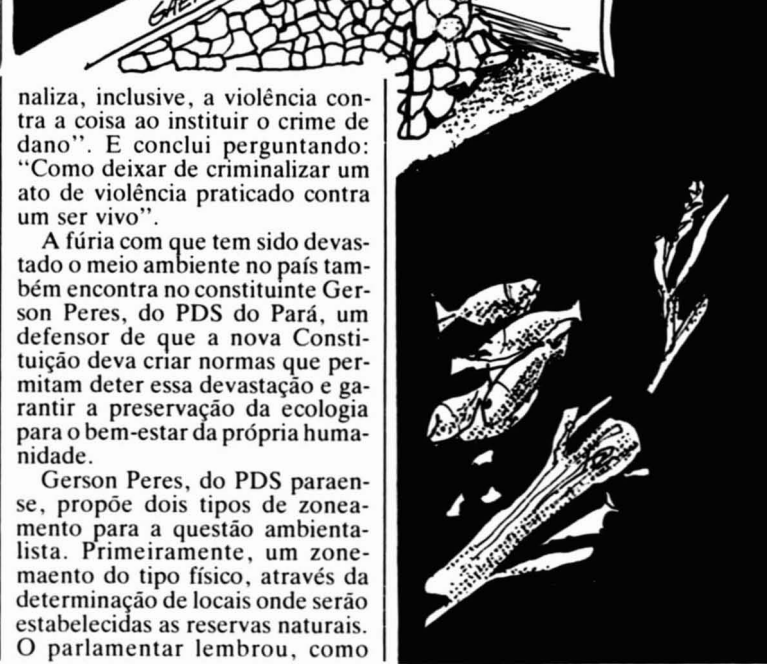 naliza, inclusive, a violência con-
tra a coisa ao instituir o crime de
dano”. E conclui perguntando:
“Como deixar de criminalizar um
ato de violência praticado contra
um ser vivo”.
A fúria com que tem sido devas-
tado o meio ambiente no país tam-
bém encontra no constituinte Ger-
son Peres, do PDS do Pará, um
defensor de que a nova Consti-
tuição deva criar normas que per-
mitam deter essa devastação e ga-
rantir a preservação da ecologia
para o bem-estar da própria huma-
nidade.
Gerson Peres, do PDS paraen-
se, propõe dois tipos de zonea-
mento para a questão ambienta-
lista. Primeiramente, um zone-
maento do tipo físico, através da
determinação de locais onde serão
estabelecidas as reservas naturais.
O parlamentar lembrou, como